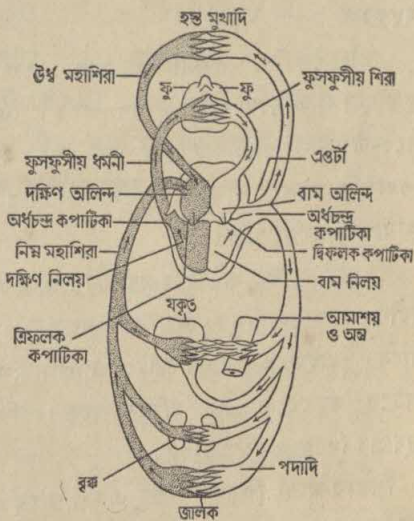 হস্ত মুখাদি
ঊর্ধ্ব মহাশিরা
ফু
ফু
ফুসফুসীয় শিরা
ফুসফুসীয় ধমনী
এওর্টা
দক্ষিণ অলিন্দ
বাম অলিন্দ
অর্ধচন্দ্র কপাটিকা
অর্ধচন্দ্র
কপাটিকা
নিম্ন মহাশিরা
দ্বিফলক কপাটিকা
দক্ষিণ নিলয়
বাম নিলয়
যকৃত
আমাশয়
ও অন্ত্র
ত্রিফলক
কপাটিকা
বৃক্ক
পদাদি
জালক